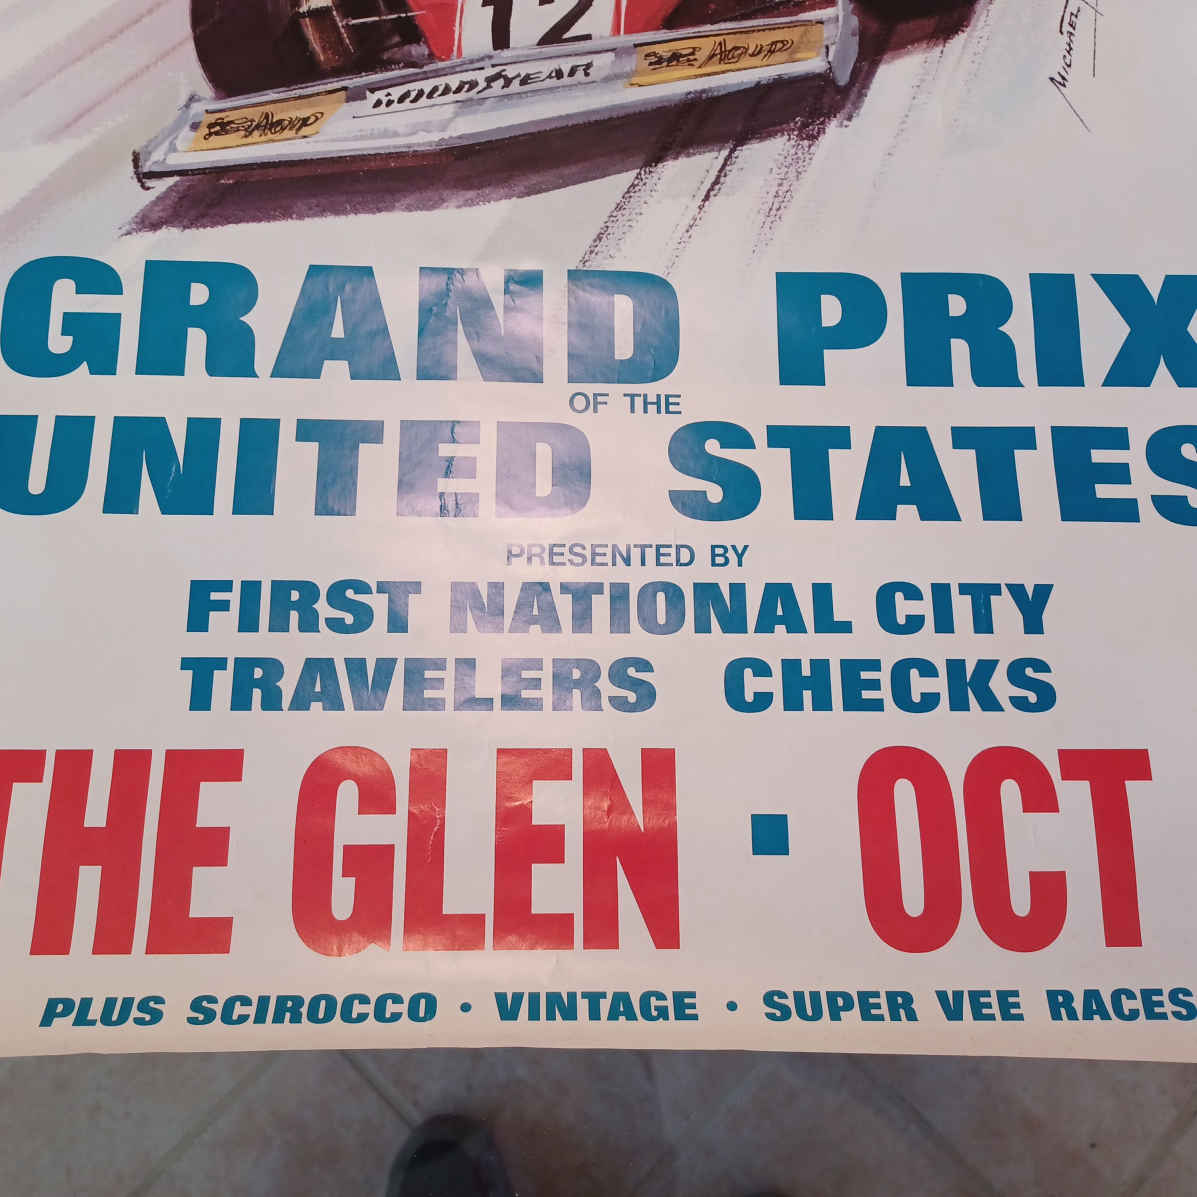 12
GOODYEAR
MICHAEL
GRAND PRIX
OF THE
UNITED STATES
PRESENTED BY
FIRST NATIONAL CITY
TRAVELERS CHECKS
THE GLEN · OCT
PLUS SCIROCCO · VINTAGE · SUPER VEE RACES